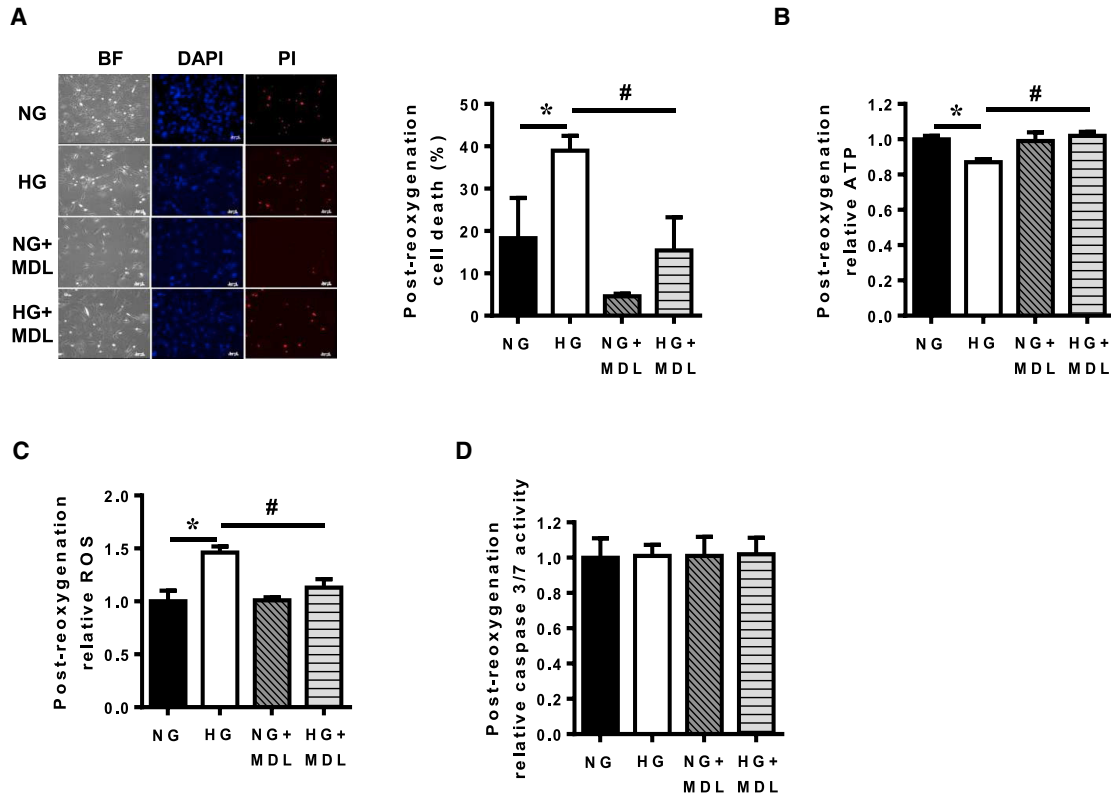 A
BF DAPI PI
NG
HG
NG+
MDL
HG+
MDL
Post-reoxygenation
cell death (%)
50
40
30
20
10
0
*
#
NG HG NG+ HG+
MDL MDL
B
Post-reoxygenation
relative ATP
1.2
1.0
0.8
0.6
0.4
0.2
0.0
*
#
NG HG NG+ HG+
MDL MDL
C
Post-reoxygenation
relative ROS
2.0
1.5
1.0
0.5
0.0
*
#
NG HG NG+ HG+
MDL MDL
D
Post-reoxygenation
relative caspase 3/7 activity
1.2
1.0
0.8
0.6
0.4
0.2
0.0
NG HG NG+ HG+
MDL MDL